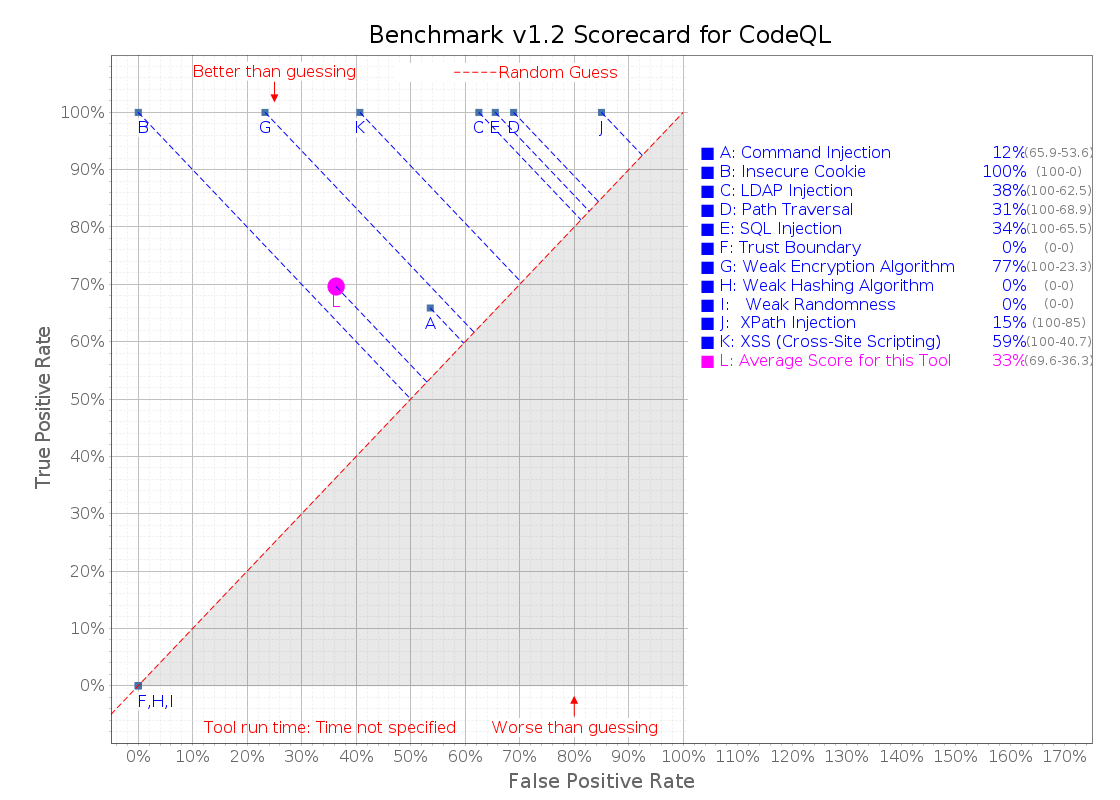 Benchmark v1.2 Scorecard for CodeQL
Better than guessing
Random Guess
100%
90%
80%
70%
60%
50%
40%
30%
20%
10%
0%
True Positive Rate
B
G
K
C
E
D
J
L
A
F,H,I
A: Command Injection 12% (65.9-53.6)
B: Insecure Cookie 100% (100-0)
C: LDAP Injection 38% (100-62.5)
D: Path Traversal 31% (100-68.9)
E: SQL Injection 34% (100-65.5)
F: Trust Boundary 0% (0-0)
G: Weak Encryption Algorithm 77% (100-23.3)
H: Weak Hashing Algorithm 0% (0-0)
I: Weak Randomness 0% (0-0)
J: XPath Injection 15% (100-85)
K: XSS (Cross-Site Scripting) 59% (100-40.7)
L: Average Score for this Tool 33% (69.6-36.3)
Tool run time: Time not specified
Worse than guessing
0% 10% 20% 30% 40% 50% 60% 70% 80% 90% 100% 110% 120% 130% 140% 150% 160% 170%
False Positive Rate